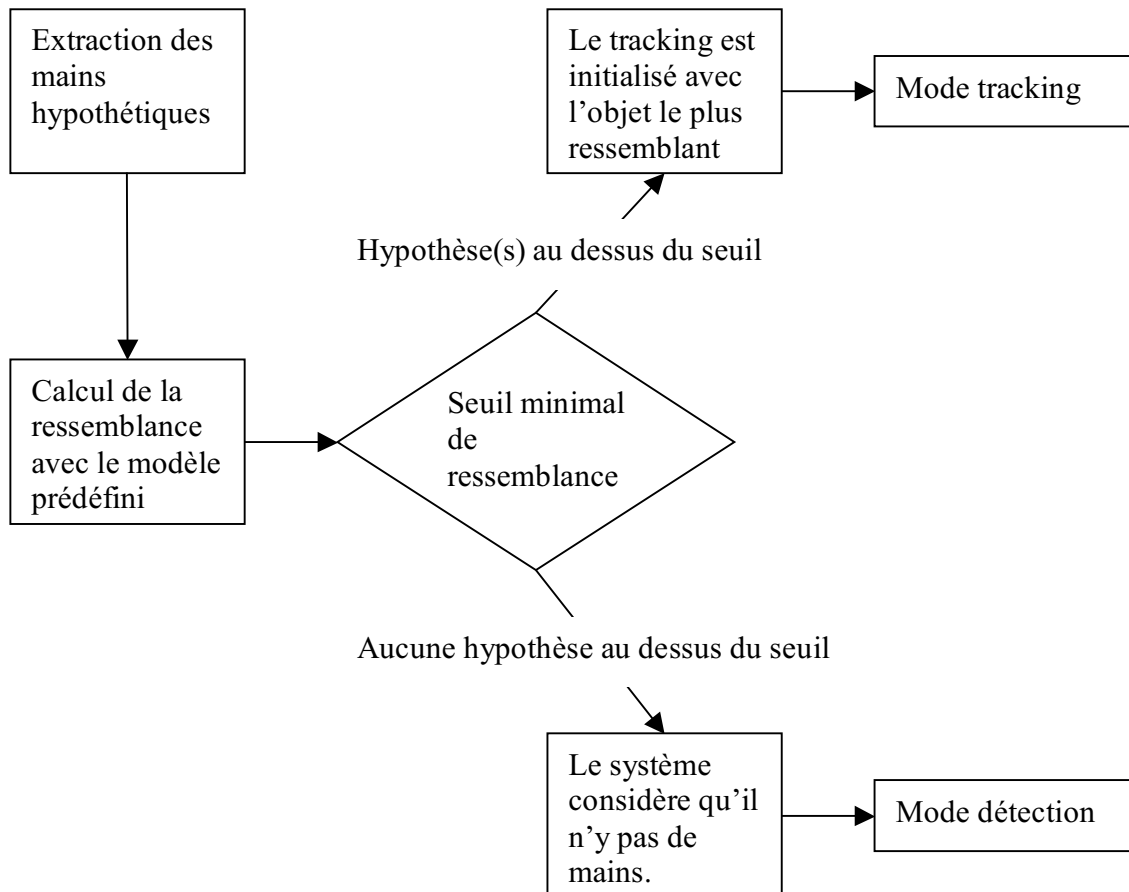 Extraction des
mains
hypothétiques
Le tracking est
initialisé avec
l’objet le plus
ressemblant
Mode tracking
Hypothèse(s) au dessus du seuil
Calcul de la
ressemblance
avec le modèle
prédéfini
Seuil minimal
de
ressemblance
Aucune hypothèse au dessus du seuil
Le système
considère qu’il
n’y pas de
mains.
Mode détection